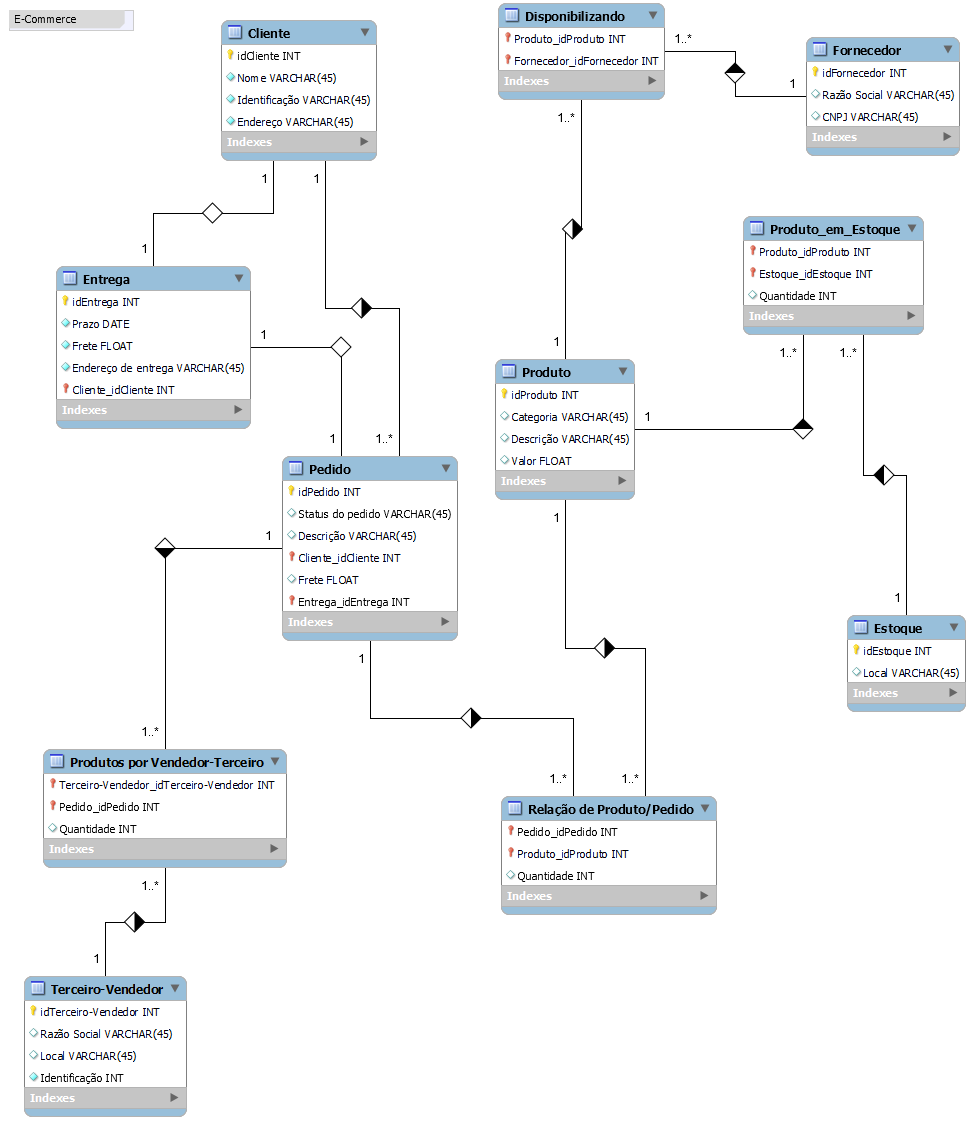 E-Commerce
Cliente
idCliente INT
Nome VARCHAR(45)
Identificação VARCHAR(45)
Endereço VARCHAR(45)
Indexes
Disponibilizando
Produto_idProduto INT
Fornecedor_idFornecedor INT
Indexes
1..*
1
Fornecedor
idFornecedor INT
Razão Social VARCHAR(45)
CNPJ VARCHAR(45)
Indexes
1..*
1
1
1
1
Entrega
idEntrega INT
Prazo DATE
Frete FLOAT
Endereço de entrega VARCHAR(45)
Cliente_idCliente INT
Indexes
1
1
1..*
Produto_em_Estoque
Produto_idProduto INT
Estoque_idEstoque INT
Quantidade INT
Indexes
1..*
1..*
Produto
idProduto INT
Categoria VARCHAR(45)
Descrição VARCHAR(45)
Valor FLOAT
Indexes
1
1
Pedido
idPedido INT
Status do pedido VARCHAR(45)
Descrição VARCHAR(45)
Cliente_idCliente INT
Frete FLOAT
Entrega_idEntrega INT
Indexes
1
1
1
Estoque
idEstoque INT
Local VARCHAR(45)
Indexes
1..*
Produtos por Vendedor-Terceiro
Terceiro-Vendedor_idTerceiro-Vendedor INT
Pedido_idPedido INT
Quantidade INT
Indexes
1..*
1..*
1..*
Relação de Produto/Pedido
Pedido_idPedido INT
Produto_idProduto INT
Quantidade INT
Indexes
1
Terceiro-Vendedor
idTerceiro-Vendedor INT
Razão Social VARCHAR(45)
Local VARCHAR(45)
Identificação INT
Indexes